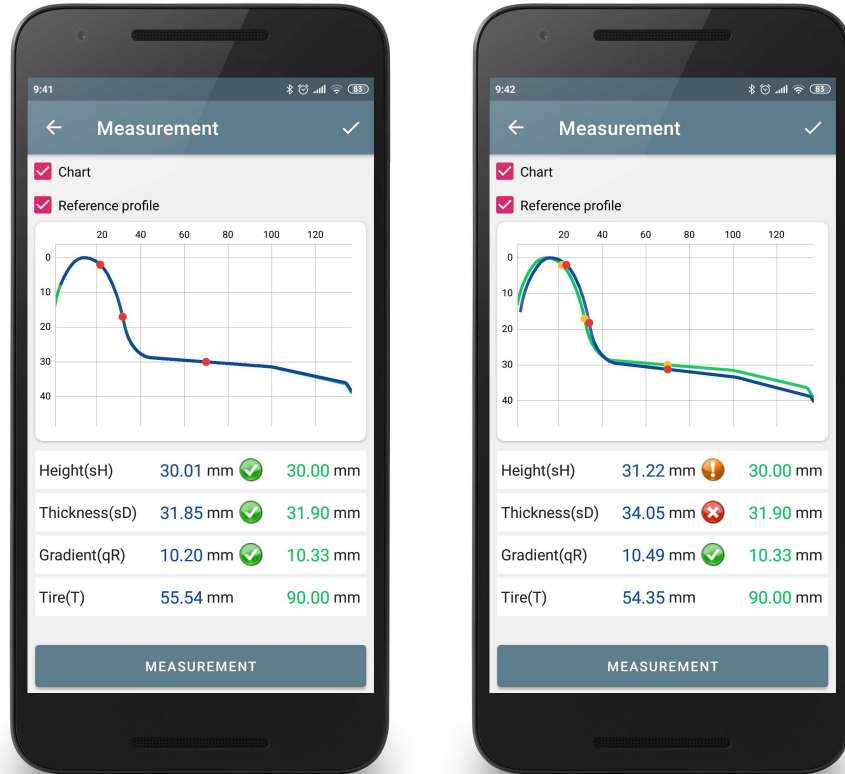 9:41
83
Measurement
Chart
Reference profile
20 40 60 80 100 120
0
10
20
30
40
Height(sH) 30.01 mm 30.00 mm
Thickness(sD) 31.85 mm 31.90 mm
Gradient(qR) 10.20 mm 10.33 mm
Tire(T) 55.54 mm 90.00 mm
MEASUREMENT
9:42
83
Measurement
Chart
Reference profile
20 40 60 80 100 120
0
10
20
30
40
Height(sH) 31.22 mm 30.00 mm
Thickness(sD) 34.05 mm 31.90 mm
Gradient(qR) 10.49 mm 10.33 mm
Tire(T) 54.35 mm 90.00 mm
MEASUREMENT